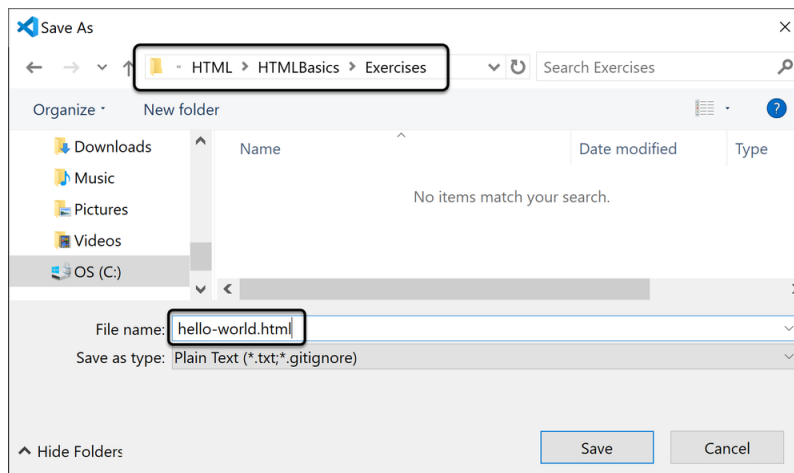 Save As
HTML > HTMLBasics > Exercises
Search Exercises
Organize
New folder
?
Downloads
Music
Pictures
Videos
OS (C:)
Name
Date modified
Type
No items match your search.
File name: hello-world.html
Save as type: Plain Text (*.txt;*.gitignore)
Hide Folders
Save
Cancel